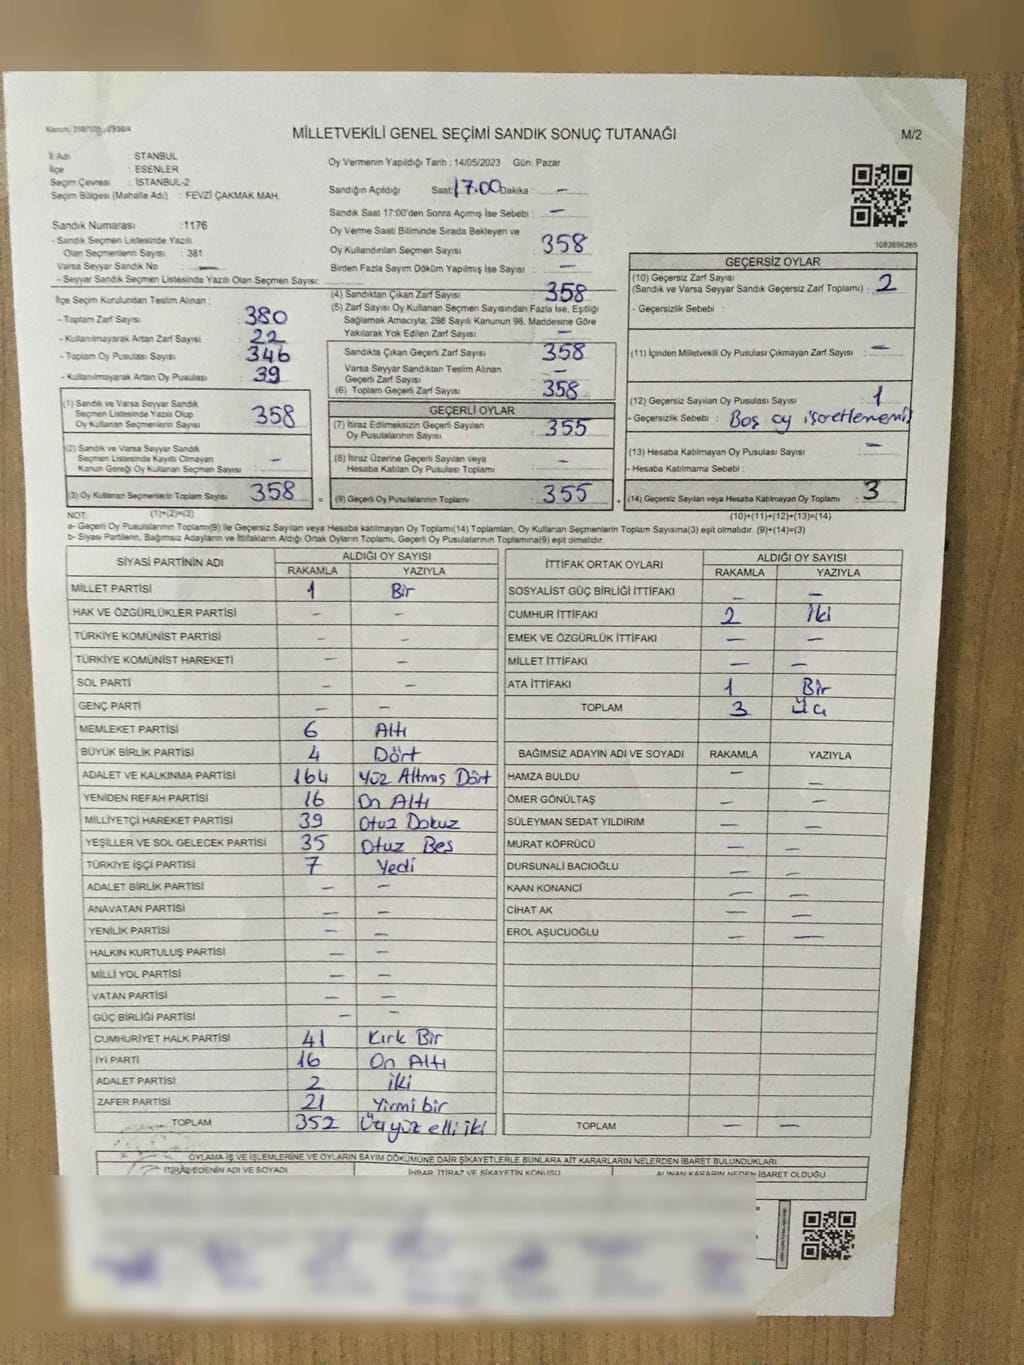 Kanun: 298/105, 2839/4
MİLLETVEKİLİ GENEL SEÇİMİ SANDIK SONUÇ TUTANAĞI
M/2
İl Adı : STANBUL
İlçe : ESENLER
Seçim Çevresi : İSTANBUL-2
Seçim Bölgesi (Mahalle Adı) : FEVZİ ÇAKMAK MAH.
Sandık Numarası :1176
- Sandık Seçmen Listesinde Yazılı
Olan Seçmenlerin Sayısı : 381
Varsa Seyyar Sandık No —
- Seyyar Sandık Seçmen Listesinde Yazılı Olan Seçmen Sayısı:
Oy Vermenin Yapıldığı Tarih : 14/05/2023 Gün: Pazar
Sandığın Açıldığı Saat: 17.00 Dakika : —
Sandık Saat 17:00'den Sonra Açımış İse Sebebi : —
Oy Verme Saati Bitiminde Sırada Bekleyen ve
Oy Kullandırılan Seçmen Sayısı : 358
Birden Fazla Sayım Döküm Yapılmış İse Sayısı : —
1083896265
İlçe Seçim Kurulundan Teslim Alınan :
- Toplam Zarf Sayısı : 380
- Kullanılmayarak Artan Zarf Sayısı : 22
- Toplam Oy Pusulası Sayısı : 346
- Kullanılmayarak Artan Oy Pusulası : 39
(4) Sandıktan Çıkan Zarf Sayısı : 358
(5) Zarf Sayısı Oy Kullanan Seçmen Sayısından Fazla İse, Eşitliği
Sağlamak Amacıyla; 298 Sayılı Kanunun 98. Maddesine Göre
Yakılarak Yok Edilen Zarf Sayısı : —
Sandıkta Çıkan Geçerli Zarf Sayısı : 358
Varsa Seyyar Sandıktan Teslim Alınan
Geçerli Zarf Sayısı : —
(6) Toplam Geçerli Zarf Sayısı : 358
(1) Sandık ve Varsa Seyyar Sandık
Seçmen Listesinde Yazılı Olup
Oy Kullanan Seçmenlerin Sayısı : 358
(2) Sandık ve Varsa Seyyar Sandık
Seçmen Listesinde Kayıtlı Olmayan
Kanun Gereği Oy Kullanan Seçmen Sayısı : —
(3) Oy Kullanan Seçmenlerin Toplam Sayısı : 358
(1)+(2)=(3)
GEÇERLİ OYLAR
(7) İtiraz Edilmeksizin Geçerli Sayılan
Oy Pusulalarının Sayısı : 355
(8) İtiraz Üzerine Geçerli Sayılan veya
Hesaba Katılan Oy Pusulası Toplamı : —
= (9) Geçerli Oy Pusulalarının Toplamı : 355
GEÇERSİZ OYLAR
(10) Geçersiz Zarf Sayısı
(Sandık ve Varsa Seyyar Sandık Geçersiz Zarf Toplamı) : 2
- Geçersizlik Sebebi :
(11) İçinden Milletvekili Oy Pusulası Çıkmayan Zarf Sayısı : —
(12) Geçersiz Sayılan Oy Pusulası Sayısı : 1
- Geçersizlik Sebebi : Boş oy işaretlenemi
(13) Hesaba Katılmayan Oy Pusulası Sayısı : —
- Hesaba Katılmama Sebebi :
+ (14) Geçersiz Sayılan veya Hesaba Katılmayan Oy Toplamı : 3
(10)+(11)+(12)+(13)=(14)
NOT:
a- Geçerli Oy Pusulalarının Toplamı(9) ile Geçersiz Sayılan veya Hesaba katılmayan Oy Toplamı(14) Toplamları, Oy Kullanan Seçmenlerin Toplam Sayısına(3) eşit olmalıdır. (9)+(14)=(3)
b- Siyasi Partilerin, Bağımsız Adayların ve İttifakların Aldığı Ortak Oyların Toplamı, Geçerli Oy Pusulalarının Toplamına(9) eşit olmalıdır.
SİYASİ PARTİNİN ADI ALDIĞI OY SAYISI
RAKAMLA YAZIYLA
MİLLET PARTİSİ 1 Bir
HAK VE ÖZGÜRLÜKLER PARTİSİ — —
TÜRKİYE KOMÜNİST PARTİSİ — —
TÜRKİYE KOMÜNİST HAREKETİ — —
SOL PARTİ — —
GENÇ PARTİ — —
MEMLEKET PARTİSİ 6 Altı
BÜYÜK BİRLİK PARTİSİ 4 Dört
ADALET VE KALKINMA PARTİSİ 164 Yüz Altmış Dört
YENİDEN REFAH PARTİSİ 16 On Altı
MİLLİYETÇİ HAREKET PARTİSİ 39 Otuz Dokuz
YEŞİLLER VE SOL GELECEK PARTİSİ 35 Otuz Beş
TÜRKİYE İŞÇİ PARTİSİ 7 Yedi
ADALET BİRLİK PARTİSİ — —
ANAVATAN PARTİSİ — —
YENİLİK PARTİSİ — —
HALKIN KURTULUŞ PARTİSİ — —
MİLLİ YOL PARTİSİ — —
VATAN PARTİSİ — —
GÜÇ BİRLİĞİ PARTİSİ — —
CUMHURİYET HALK PARTİSİ 41 Kırk Bir
İYİ PARTİ 16 On Altı
ADALET PARTİSİ 2 iki
ZAFER PARTİSİ 21 Yirmi bir
TOPLAM 352 Üçyüz elli iki
İTTİFAK ORTAK OYLARI ALDIĞI OY SAYISI
RAKAMLA YAZIYLA
SOSYALİST GÜÇ BİRLİĞİ İTTİFAKI — —
CUMHUR İTTİFAKI 2 İki
EMEK VE ÖZGÜRLÜK İTTİFAKI — —
MİLLET İTTİFAKI — —
ATA İTTİFAKI 1 Bir
TOPLAM 3 Üç
BAĞIMSIZ ADAYIN ADI VE SOYADI RAKAMLA YAZIYLA
HAMZA BULDU — —
ÖMER GÖNÜLTAŞ — —
SÜLEYMAN SEDAT YILDIRIM — —
MURAT KÖPRÜCÜ — —
DURSUNALİ BACIOĞLU — —
KAAN KONANCİ — —
CİHAT AK — —
EROL AŞUCUOĞLU — —
TOPLAM — —
OYLAMA İŞ VE İŞLEMLERİNE VE OYLARIN SAYIM DÖKÜMÜNE DAİR ŞİKAYETLERLE BUNLARA AİT KARARLARIN NELERDEN İBARET BULUNDUKLARI
İTİRAZ EDENİN ADI VE SOYADI İHBAR, İTİRAZ VE ŞİKAYETİN KONUSU ALINAN KARARIN NEDEN İBARET OLDUĞU